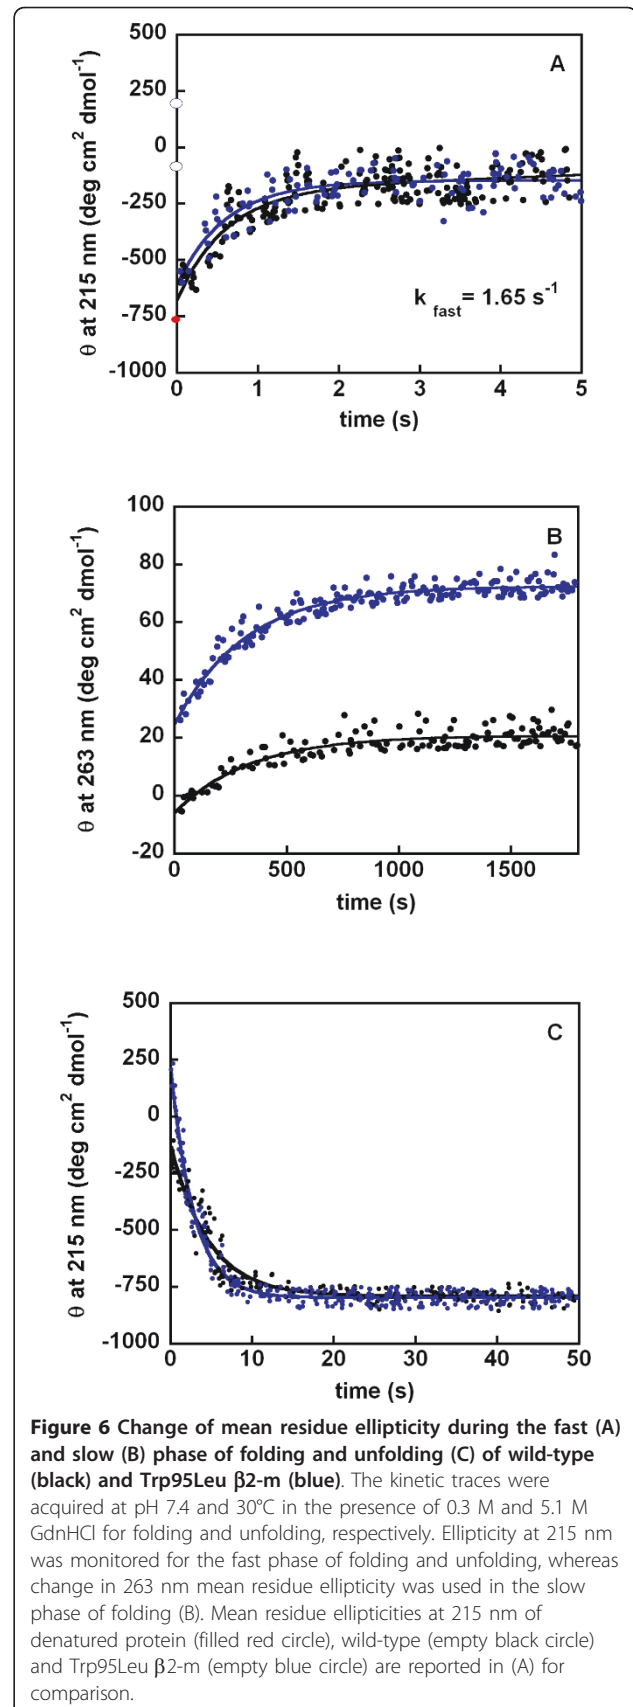 500
250
0
-250
-500
-750
-1000
θ at 215 nm (deg cm² dmol⁻¹)
A
k fast = 1.65 s⁻¹
0 1 2 3 4 5
time (s)
100
80
60
40
20
0
-20
θ at 263 nm (deg cm² dmol⁻¹)
B
0 500 1000 1500
time (s)
500
250
0
-250
-500
-750
-1000
θ at 215 nm (deg cm² dmol⁻¹)
C
0 10 20 30 40 50
time (s)
Figure 6 Change of mean residue ellipticity during the fast (A)
and slow (B) phase of folding and unfolding (C) of wild-type
(black) and Trp95Leu β2-m (blue). The kinetic traces were
acquired at pH 7.4 and 30°C in the presence of 0.3 M and 5.1 M
GdnHCl for folding and unfolding, respectively. Ellipticity at 215 nm
was monitored for the fast phase of folding and unfolding, whereas
change in 263 nm mean residue ellipticity was used in the slow
phase of folding (B). Mean residue ellipticities at 215 nm of
denatured protein (filled red circle), wild-type (empty black circle)
and Trp95Leu β2-m (empty blue circle) are reported in (A) for
comparison.